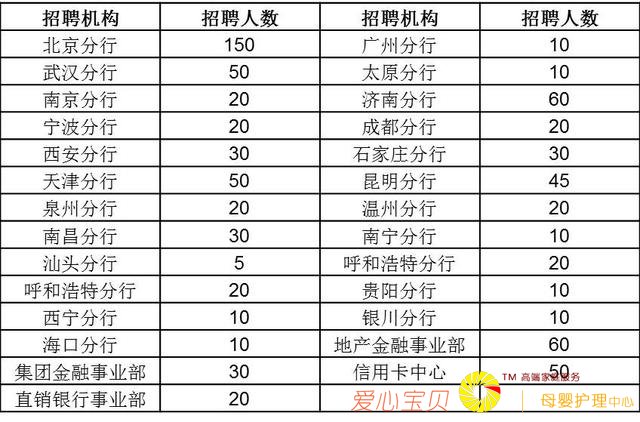 招聘机构 招聘人数 招聘机构 招聘人数
北京分行 150 广州分行 10
武汉分行 50 太原分行 10
南京分行 20 济南分行 60
宁波分行 20 成都分行 20
西安分行 30 石家庄分行 30
天津分行 50 昆明分行 45
泉州分行 20 温州分行 20
南昌分行 30 南宁分行 10
汕头分行 5 呼和浩特分行 20
呼和浩特分行 20 贵阳分行 10
西宁分行 10 银川分行 10
海口分行 10 地产金融事业部 60
集团金融事业部 30 信用卡中心 50
TM 高端家政服务
直销银行事业部 20
爱心宝贝 母婴护理中心